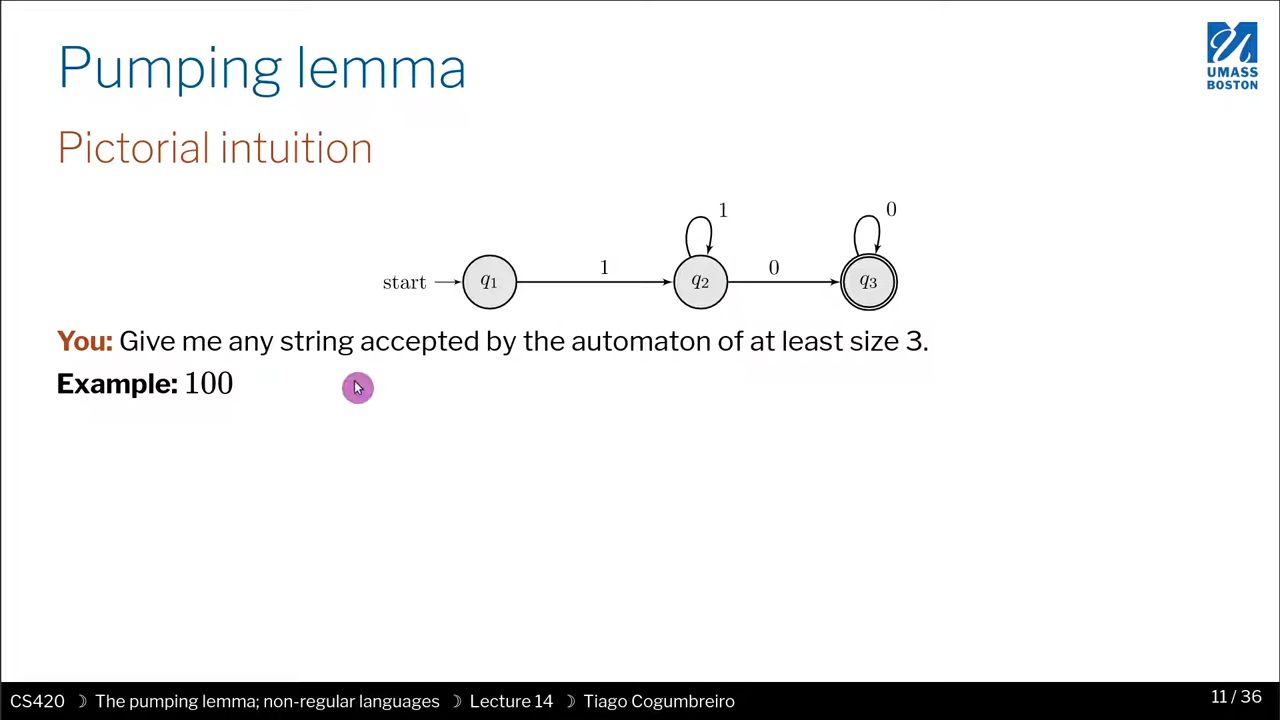 Pumping lemma
UMASS
BOSTON
Pictorial intuition
1
0
start
q1
1
q2
0
q3
You: Give me any string accepted by the automaton of at least size 3.
Example: 100
CS420 ☽ The pumping lemma; non-regular languages ☽ Lecture 14 ☽ Tiago Cogumbreiro
11 / 36